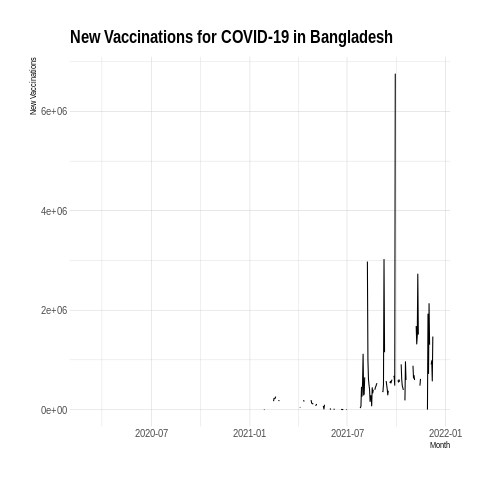 New Vaccinations for COVID-19 in Bangladesh
New Vaccinations
6e+06
4e+06
2e+06
0e+00
2020-07
2021-01
2021-07
2022-01
Month